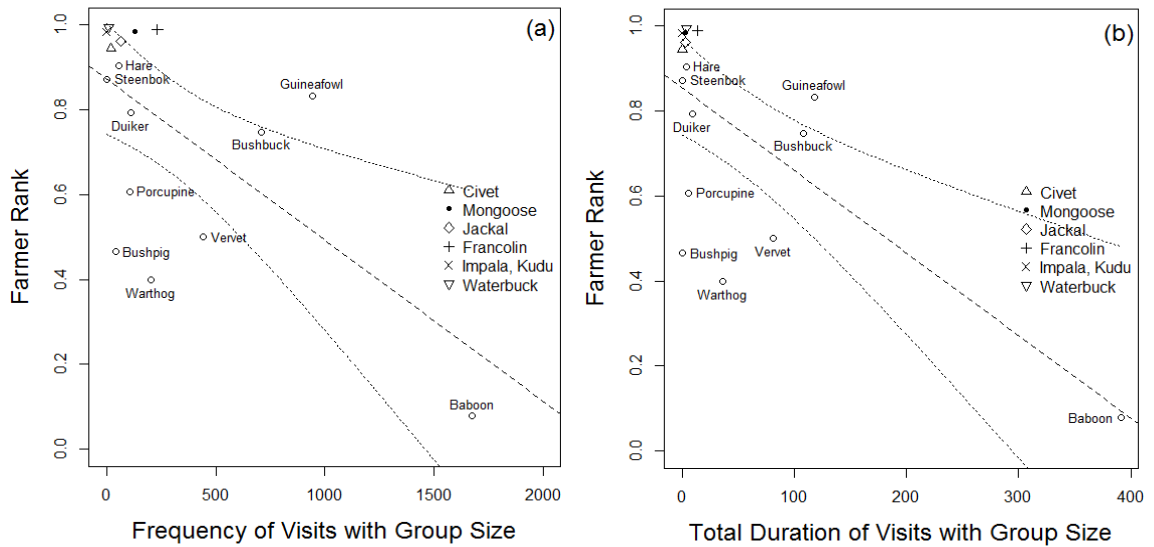 (a)
1.0
0.8
0.6
0.4
0.2
0.0
Farmer Rank
Hare
Steenbok
Duiker
Porcupine
Bushpig
Warthog
Vervet
Guineafowl
Bushbuck
Baboon
Civet
Mongoose
Jackal
Francolin
Impala, Kudu
Waterbuck
0 500 1000 1500 2000
Frequency of Visits with Group Size
(b)
1.0
0.8
0.6
0.4
0.2
0.0
Farmer Rank
Hare
Steenbok
Duiker
Porcupine
Bushpig
Warthog
Vervet
Guineafowl
Bushbuck
Baboon
Civet
Mongoose
Jackal
Francolin
Impala, Kudu
Waterbuck
0 100 200 300 400
Total Duration of Visits with Group Size